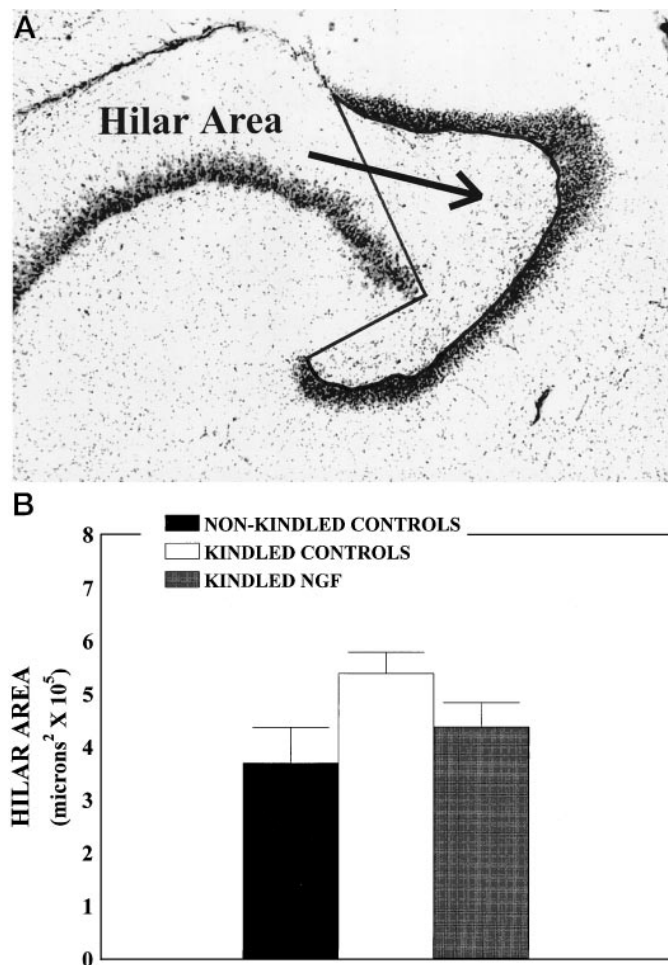 A
Hilar Area
B
NON-KINDLED CONTROLS
KINDLED CONTROLS
KINDLED NGF
HILAR AREA
(microns² X 10⁵)
8
7
6
5
4
3
2
1
0